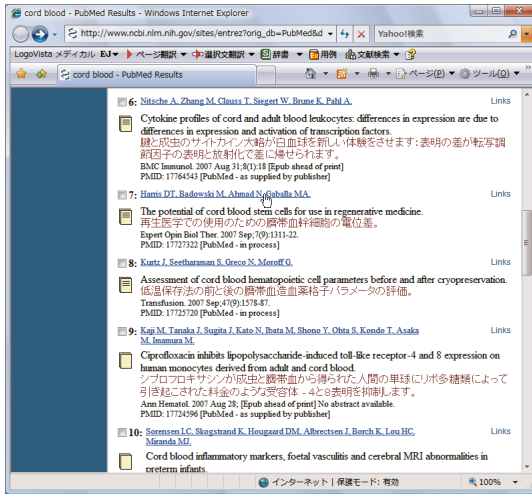 cord blood - PubMed Results - Windows Internet Explorer
http://www.ncbi.nlm.nih.gov/sites/entrez?orig_db=PubMed&d
Yahoo!検索
LogoVista メディカル EJ ページ翻訳 選択文翻訳 辞書 用例 文献検索
cord blood - PubMed Results
ページ(P) ツール(O)
6: Nitsche A, Zhang M, Clauss T, Siegert W, Brune K, Pahl A. Links
Cytokine profiles of cord and adult blood leukocytes: differences in expression are due to
differences in expression and activation of transcription factors.
腱と成虫のサイトカイン大略が白血球を新しい体験をさせます：表明の差が転写調
節因子の表明と放射化で差に帰せられます。
BMC Immunol. 2007 Aug 31;8(1):18 [Epub ahead of print]
PMID: 17764543 [PubMed - as supplied by publisher]
7: Harris DT, Badowski M, Ahmad N, Gaballa MA. Links
The potential of cord blood stem cells for use in regenerative medicine.
再生医学での使用のための臍帯血幹細胞の電位差。
Expert Opin Biol Ther. 2007 Sep;7(9):1311-22.
PMID: 17727322 [PubMed - in process]
8: Kurtz J, Seetharaman S, Greco N, Moroff G. Links
Assessment of cord blood hematopoietic cell parameters before and after cryopreservation.
低温保存法の前と後の臍帯血造血薬格子パラメータの評価。
Transfusion. 2007 Sep;47(9):1578-87.
PMID: 17725720 [PubMed - in process]
9: Kaji M, Tanaka J, Sugita J, Kato N, Ibata M, Shono Y, Ohta S, Kondo T, Asaka Links
M, Imamura M.
Ciprofloxacin inhibits lipopolysaccharide-induced toll-like receptor-4 and 8 expression on
human monocytes derived from adult and cord blood.
シプロフロキサシンが成虫と臍帯血から得られた人間の単球にリポ多糖類によって
引き起こされた料金のような受容体 - 4と8表明を抑制します。
Ann Hematol. 2007 Aug 28; [Epub ahead of print] No abstract available.
PMID: 17724596 [PubMed - as supplied by publisher]
10: Sorensen LC, Skogstrand K, Hougaard DM, Albrectsen J, Borch K, Lou HC, Links
Miranda MJ.
Cord blood inflammatory markers, foetal vasculitis and cerebral MRI abnormalities in
preterm infants.
インターネット | 保護モード: 有効 100%